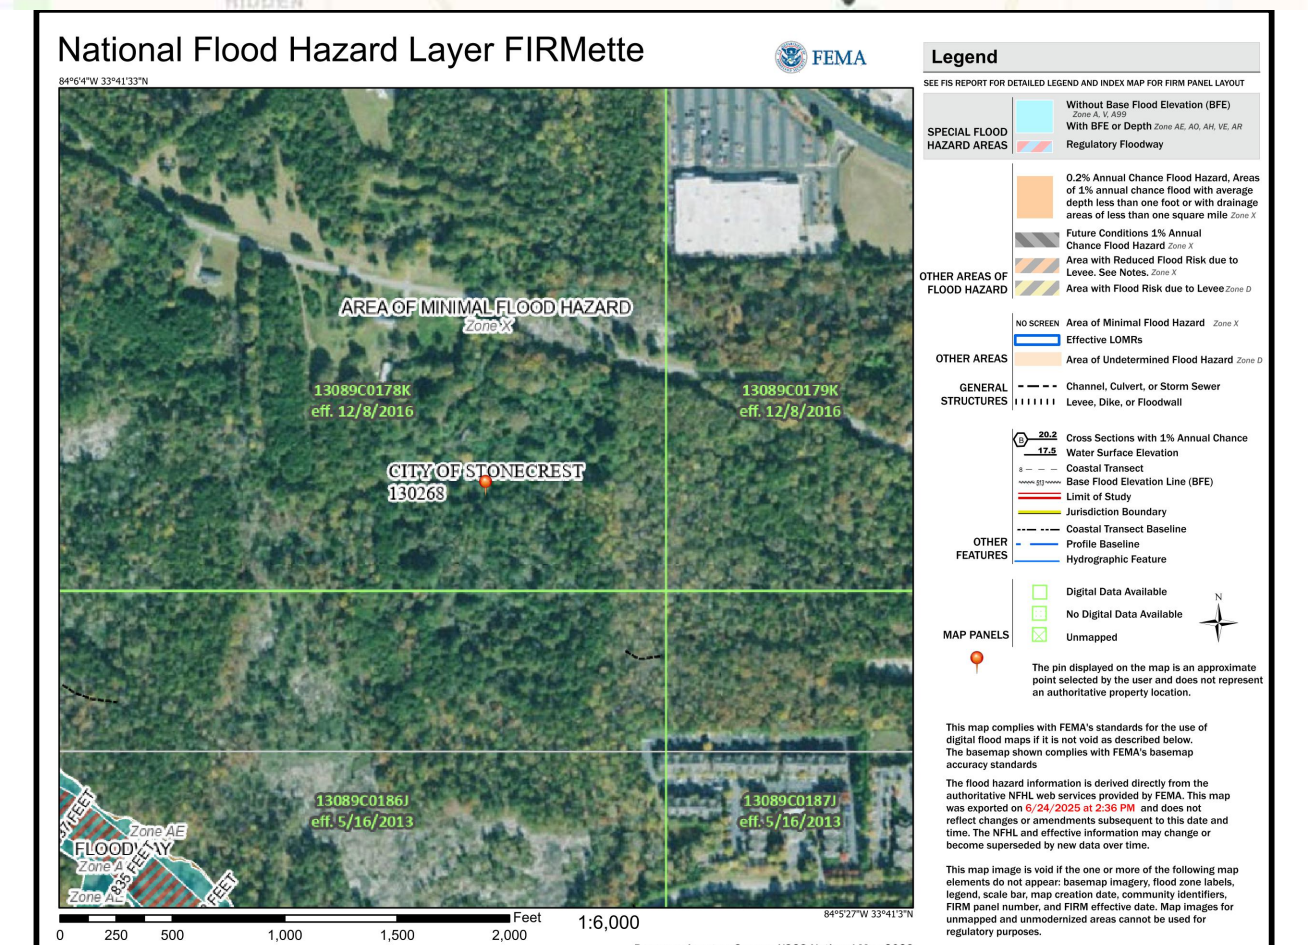 HIDDEN
National Flood Hazard Layer FIRMette
FEMA
84°6'4"W 33°41'33"N
AREA OF MINIMAL FLOOD HAZARD
Zone X
13089C0178K
eff. 12/8/2016
13089C0179K
eff. 12/8/2016
CITY OF STONECREST
130268
13089C0186J
eff. 5/16/2013
13089C0187J
eff. 5/16/2013
FEET
Zone AE
FLOODWAY
Zone A
835 FEET
Zone AE
FEET
84°5'27"W 33°41'3"N
Feet
1:6,000
0 250 500 1,000 1,500 2,000
Legend
SEE FIS REPORT FOR DETAILED LEGEND AND INDEX MAP FOR FIRM PANEL LAYOUT
SPECIAL FLOOD
HAZARD AREAS
Without Base Flood Elevation (BFE)
Zone A, V, A99
With BFE or Depth Zone AE, AO, AH, VE, AR
Regulatory Floodway
OTHER AREAS OF
FLOOD HAZARD
0.2% Annual Chance Flood Hazard, Areas
of 1% annual chance flood with average
depth less than one foot or with drainage
areas of less than one square mile Zone X
Future Conditions 1% Annual
Chance Flood Hazard Zone X
Area with Reduced Flood Risk due to
Levee. See Notes. Zone X
Area with Flood Risk due to Levee Zone D
OTHER AREAS
NO SCREEN Area of Minimal Flood Hazard Zone X
Effective LOMRs
Area of Undetermined Flood Hazard Zone D
GENERAL
STRUCTURES
Channel, Culvert, or Storm Sewer
Levee, Dike, or Floodwall
OTHER
FEATURES
B 20.2 Cross Sections with 1% Annual Chance
17.5 Water Surface Elevation
8 Coastal Transect
513 Base Flood Elevation Line (BFE)
Limit of Study
Jurisdiction Boundary
Coastal Transect Baseline
Profile Baseline
Hydrographic Feature
MAP PANELS
Digital Data Available
No Digital Data Available
Unmapped
N
The pin displayed on the map is an approximate
point selected by the user and does not represent
an authoritative property location.
This map complies with FEMA's standards for the use of
digital flood maps if it is not void as described below.
The basemap shown complies with FEMA's basemap
accuracy standards
The flood hazard information is derived directly from the
authoritative NFHL web services provided by FEMA. This map
was exported on 6/24/2025 at 2:36 PM and does not
reflect changes or amendments subsequent to this date and
time. The NFHL and effective information may change or
become superseded by new data over time.
This map image is void if the one or more of the following map
elements do not appear: basemap imagery, flood zone labels,
legend, scale bar, map creation date, community identifiers,
FIRM panel number, and FIRM effective date. Map images for
unmapped and unmodernized areas cannot be used for
regulatory purposes.